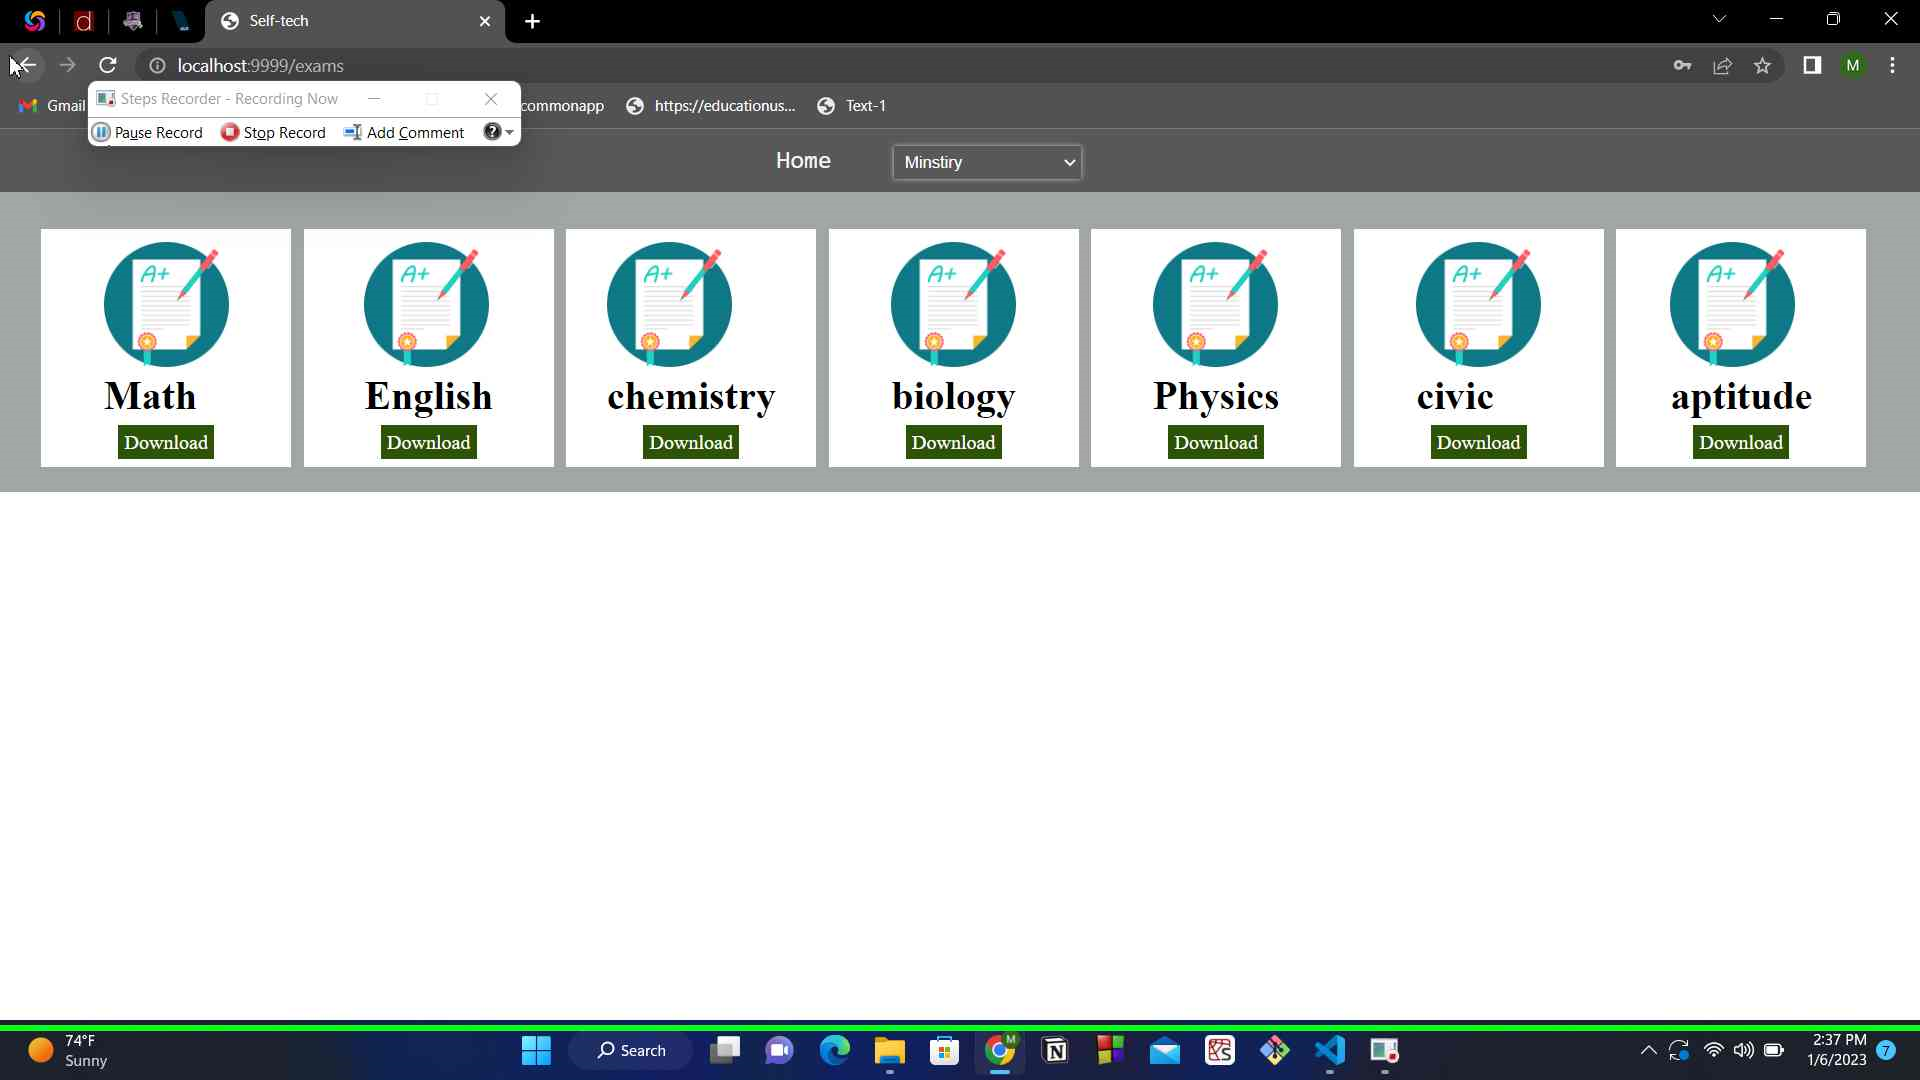 Self-tech
localhost:9999/exams
Gmail
commonapp
https://educationus...
Text-1
M
Steps Recorder - Recording Now
Pause Record
Stop Record
Add Comment
Home
Minstiry
A+
A+
A+
A+
A+
A+
A+
Math
English
chemistry
biology
Physics
civic
aptitude
Download
Download
Download
Download
Download
Download
Download
74°F
Sunny
Search
M
2:37 PM
1/6/2023
7